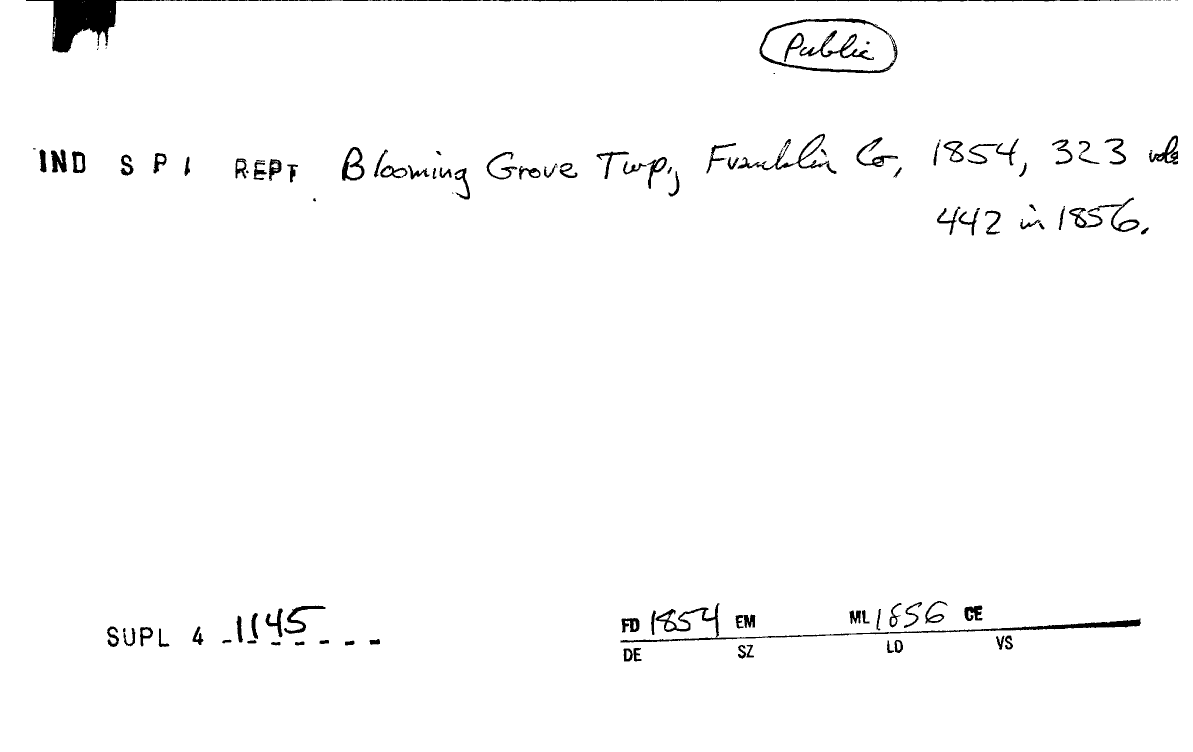 Public
IND S P I REPT Blooming Grove Twp, Franklin Co, 1854, 323 vols
442 in 1856.
SUPL 4 -1145- - -
FD 1854 EM ML 1856 CE
DE SZ LO VS